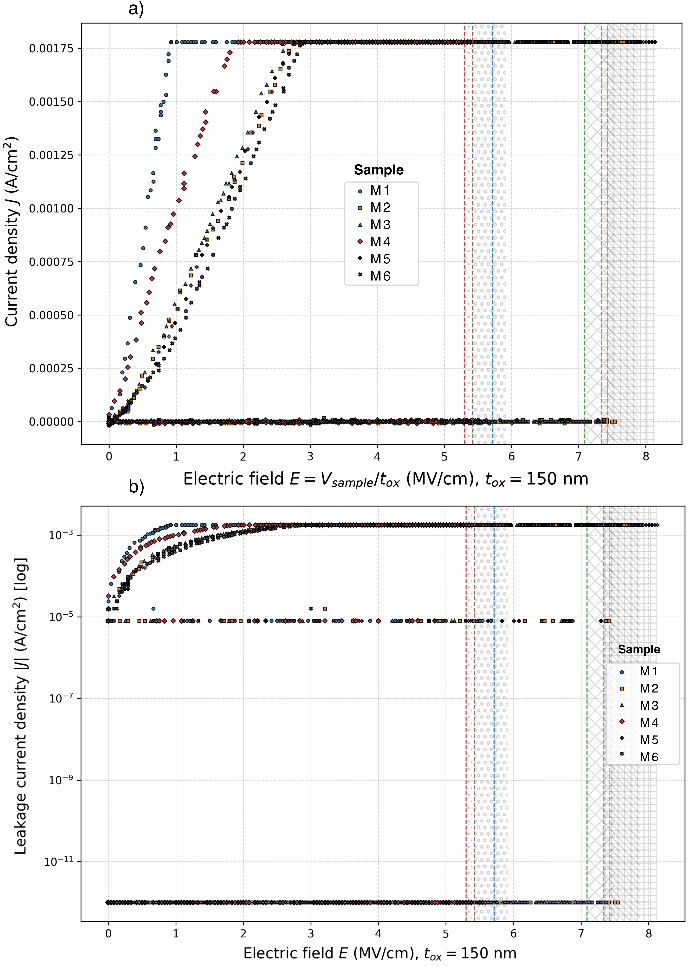 a)
0.00175
0.00150
0.00125
0.00100
0.00075
0.00050
0.00025
0.00000
Current density J (A/cm²)
Sample
M1
M2
M3
M4
M5
M6
0 1 2 3 4 5 6 7 8
Electric field E = V_sample/t_ox (MV/cm), t_ox = 150 nm
b)
10⁻³
10⁻⁵
10⁻⁷
10⁻⁹
10⁻¹¹
Leakage current density |J| (A/cm²) [log]
Sample
M1
M2
M3
M4
M5
M6
0 1 2 3 4 5 6 7 8
Electric field E (MV/cm), t_ox = 150 nm